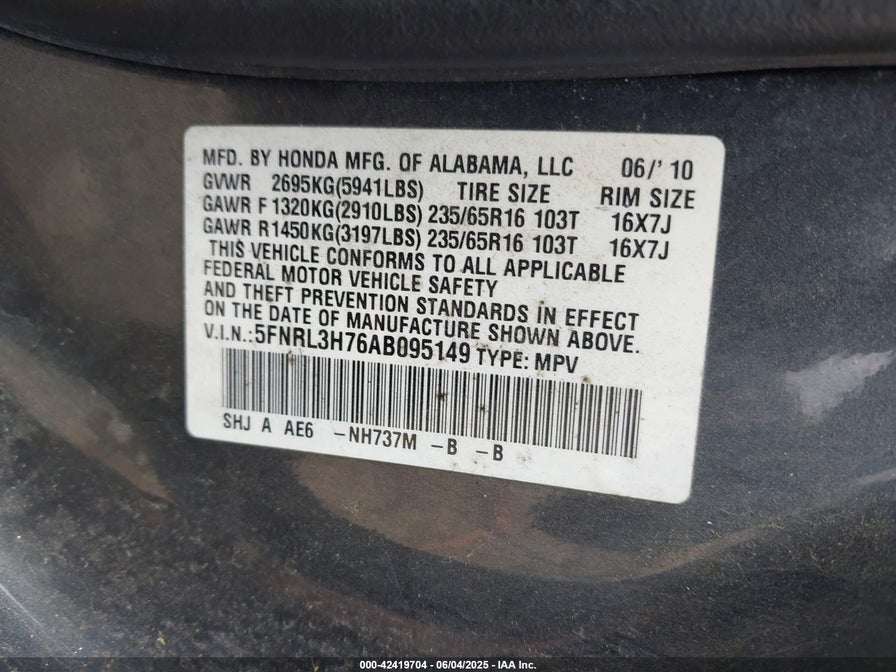 MFD. BY HONDA MFG. OF ALABAMA, LLC 06/' 10
GVWR 2695KG(5941LBS) TIRE SIZE RIM SIZE
GAWR F 1320KG(2910LBS) 235/65R16 103T 16X7J
GAWR R1450KG(3197LBS) 235/65R16 103T 16X7J
THIS VEHICLE CONFORMS TO ALL APPLICABLE
FEDERAL MOTOR VEHICLE SAFETY
AND THEFT PREVENTION STANDARDS IN EFFECT
ON THE DATE OF MANUFACTURE SHOWN ABOVE.
V.I.N.:5FNRL3H76AB095149 TYPE: MPV
SHJ A AE6 -NH737M -B -B
000-42419704 - 06/04/2025 - IAA Inc.